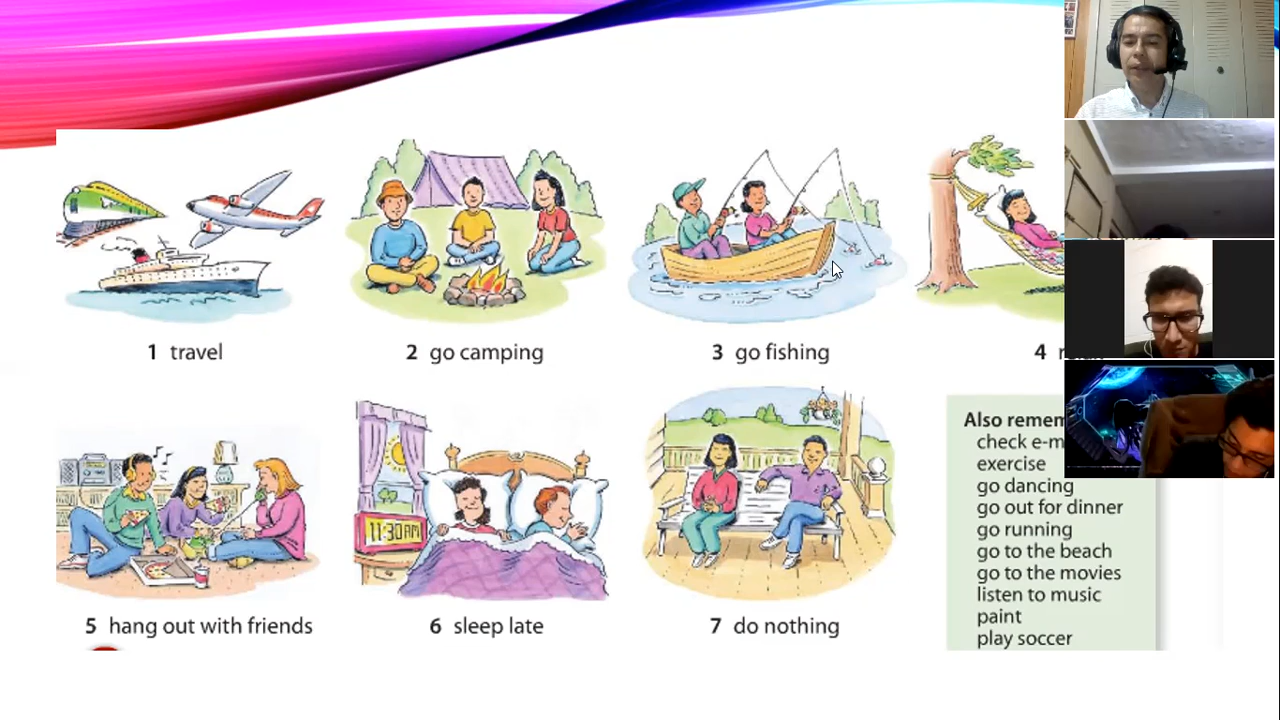 1 travel
2 go camping
3 go fishing
4
5 hang out with friends
6 sleep late
7 do nothing
11:30AM
Also
check
exercise
go dancing
go out for dinner
go running
go to the beach
go to the movies
listen to music
paint
play soccer